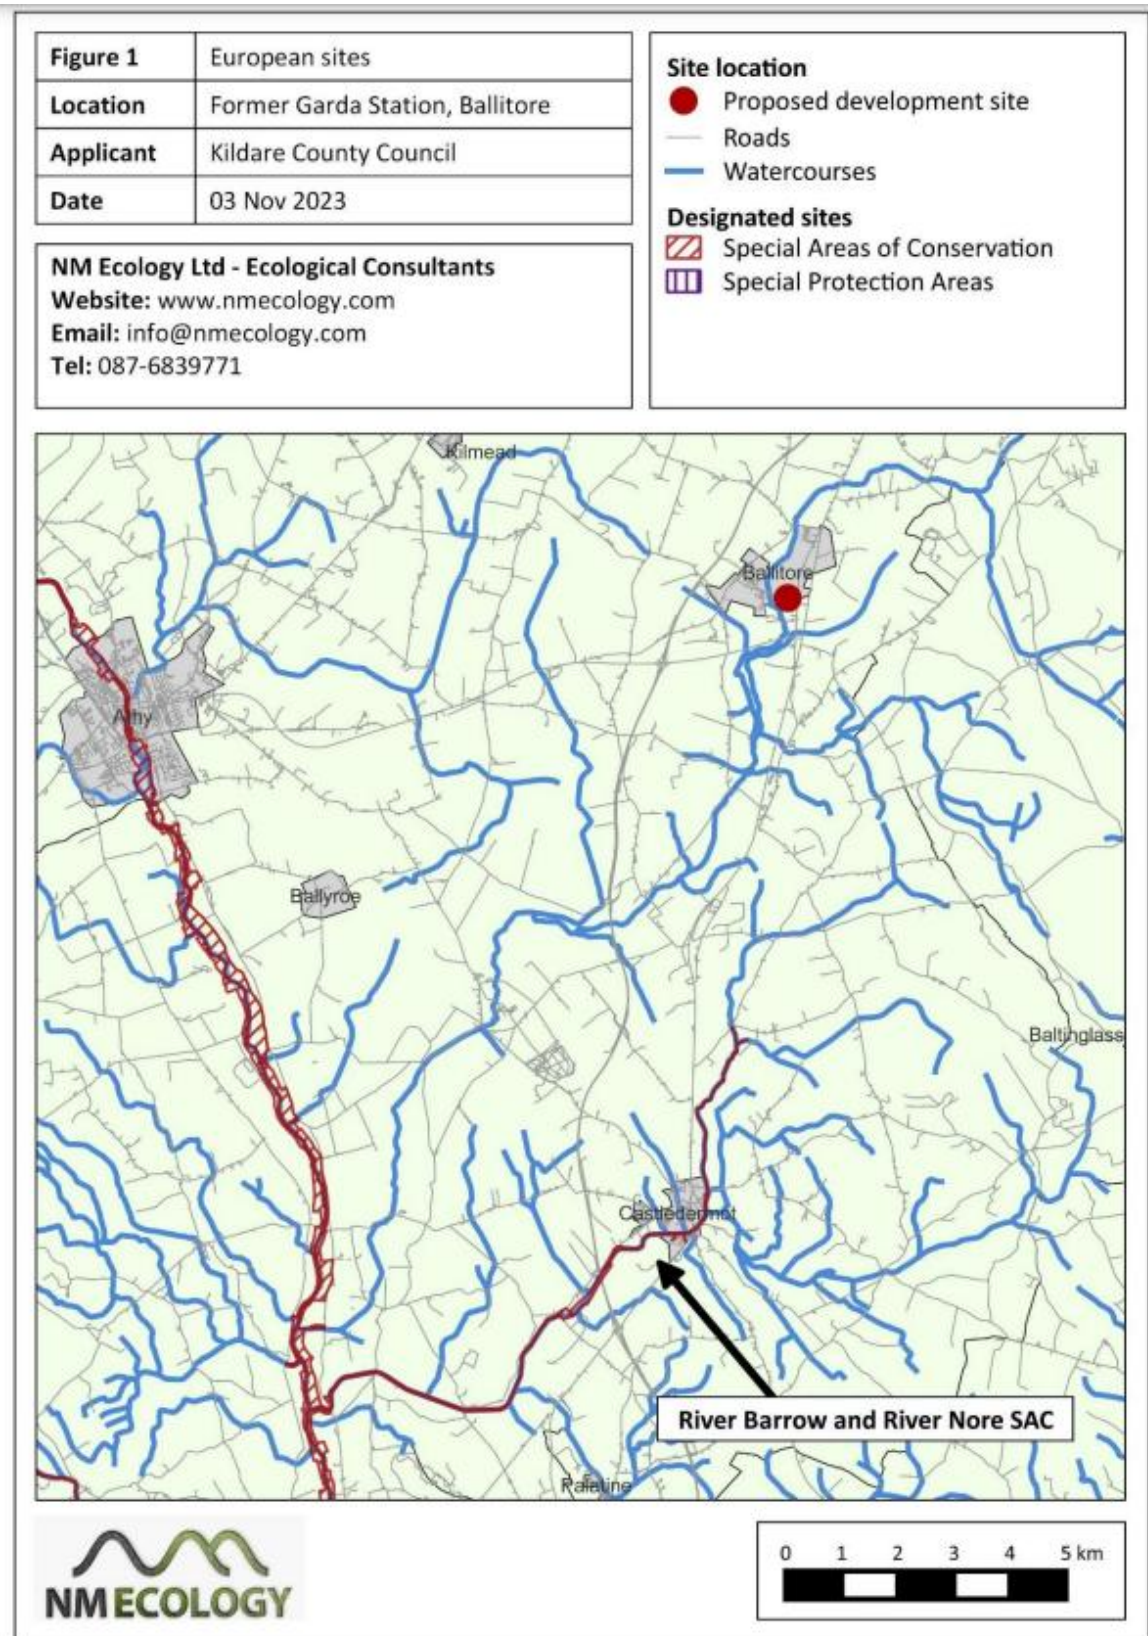 Figure 1 European sites
Location Former Garda Station, Ballitore
Applicant Kildare County Council
Date 03 Nov 2023
NM Ecology Ltd - Ecological Consultants
Website: www.nmecology.com
Email: info@nmecology.com
Tel: 087-6839771
Site location
Proposed development site
Roads
Watercourses
Designated sites
Special Areas of Conservation
Special Protection Areas
Kilmead
Ballitore
Athy
Ballyroe
Baltinglass
Castledermot
River Barrow and River Nore SAC
Palatine
NM ECOLOGY
0 1 2 3 4 5 km